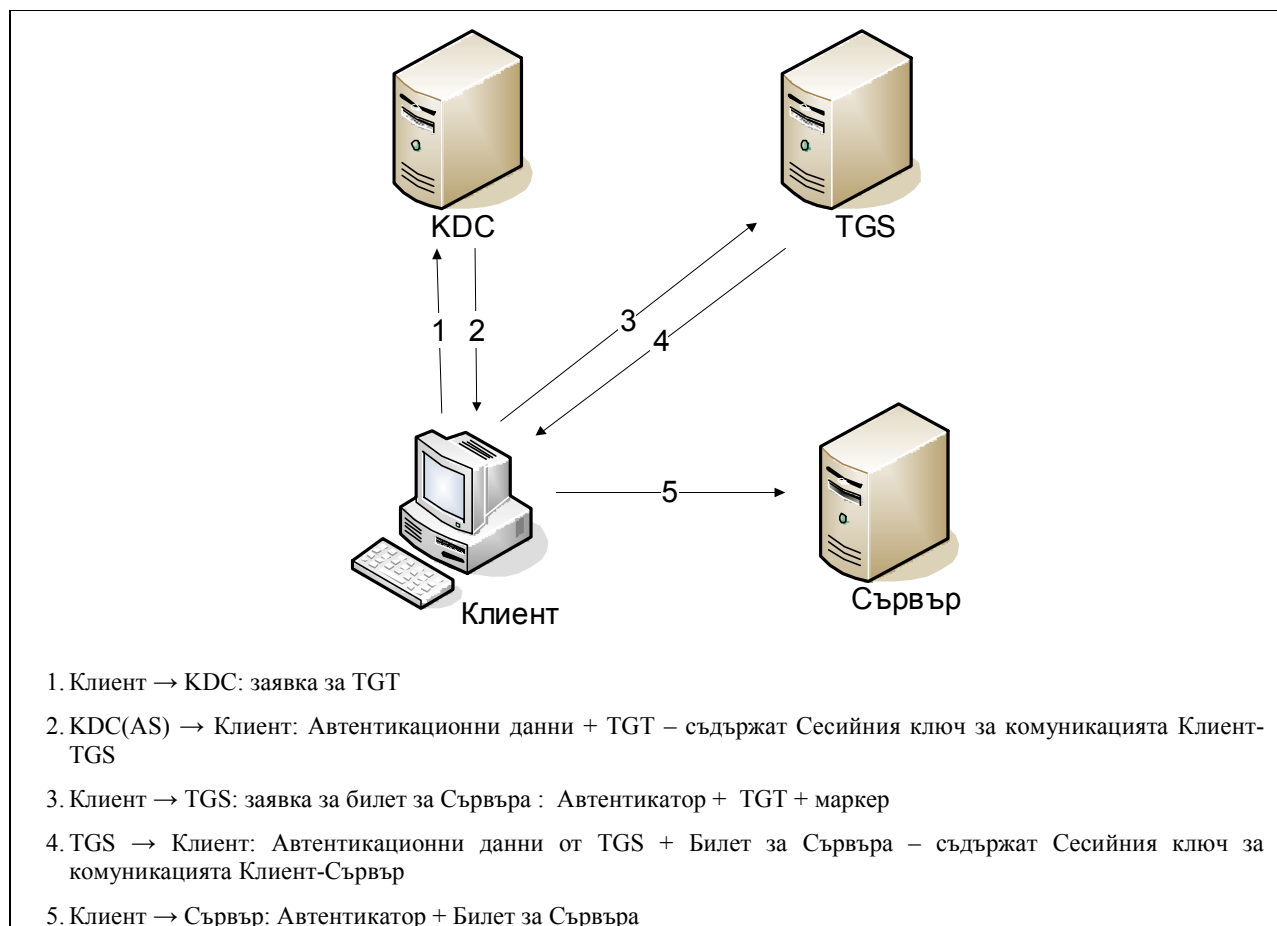 KDC
TGS
1
2
3
4
5
Клиент
Сървър
1. Клиент → KDC: заявка за TGT
2. KDC(AS) → Клиент: Автентикационни данни + TGT – съдържат Сесийния ключ за комуникацията Клиент-
TGS
3. Клиент → TGS: заявка за билет за Сървъра : Автентикатор + TGT + маркер
4. TGS → Клиент: Автентикационни данни от TGS + Билет за Сървъра – съдържат Сесийния ключ за
комуникацията Клиент-Сървър
5. Клиент → Сървър: Автентикатор + Билет за Сървъра